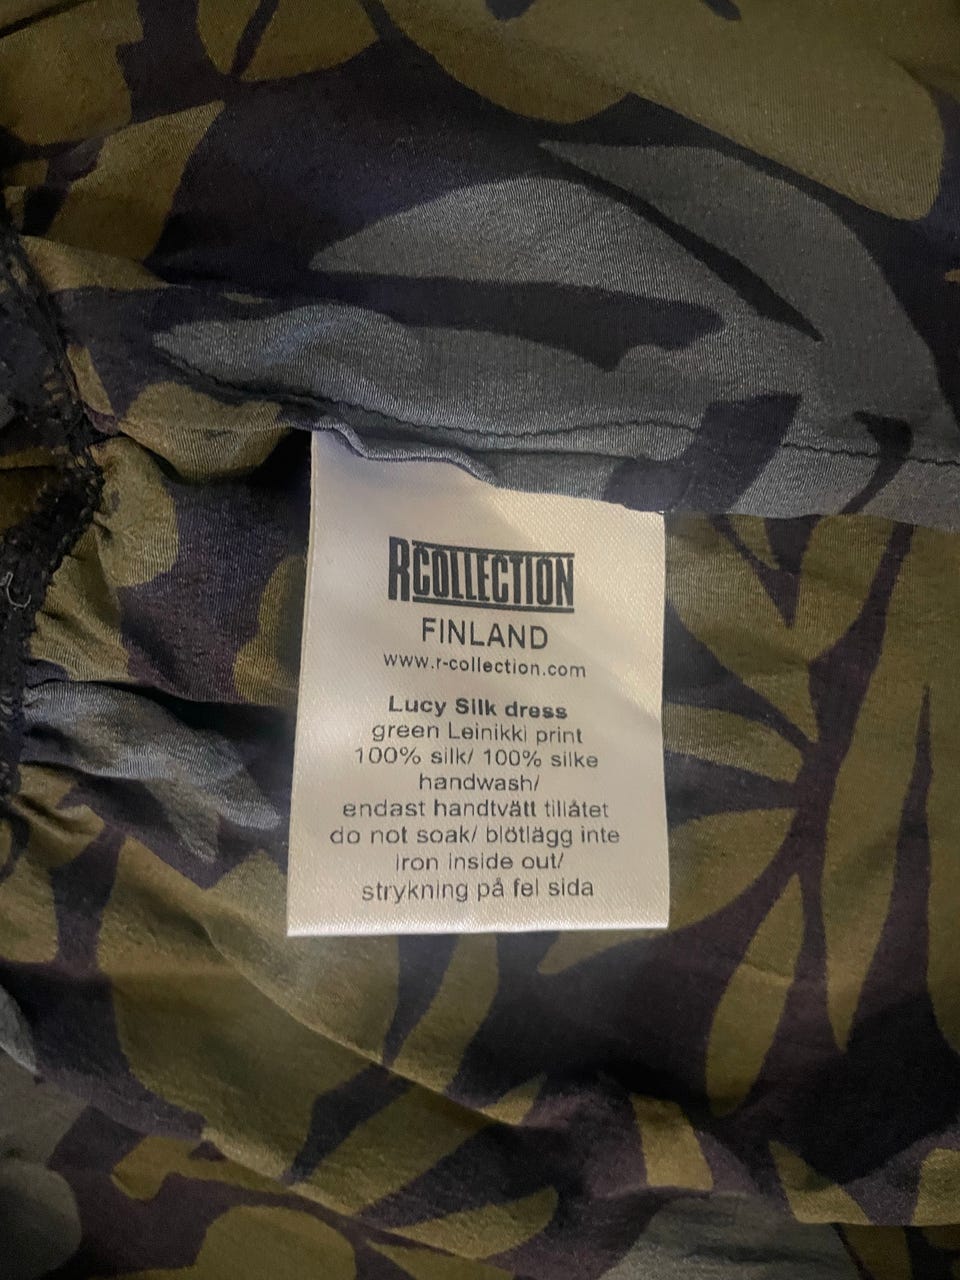 RCOLLECTION
FINLAND
www.r-collection.com
Lucy Silk dress
green Leinikki print
100% silk/ 100% silke
handwash/
endast handtvätt tillåtet
do not soak/ blötlägg inte
iron inside out/
strykning på fel sida